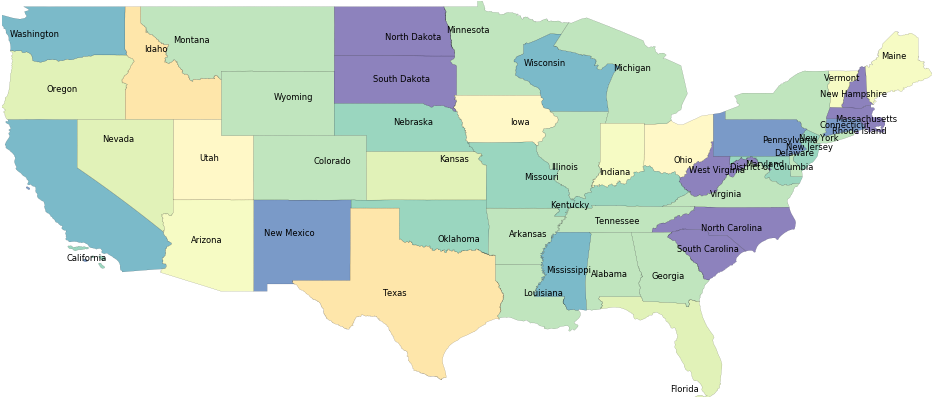 Washington
Idaho
Montana
North Dakota
Minnesota
Wisconsin
Michigan
Maine
Oregon
Wyoming
South Dakota
Vermont
New Hampshire
Nevada
Nebraska
Iowa
Massachusetts
Connecticut
Rhode Island
Utah
Colorado
Kansas
Missouri
Illinois
Indiana
Ohio
Pennsylvania
New York
New Jersey
Delaware
Maryland
District of Columbia
West Virginia
Virginia
Kentucky
California
Arizona
New Mexico
Oklahoma
Arkansas
Tennessee
North Carolina
South Carolina
Texas
Louisiana
Mississippi
Alabama
Georgia
Florida